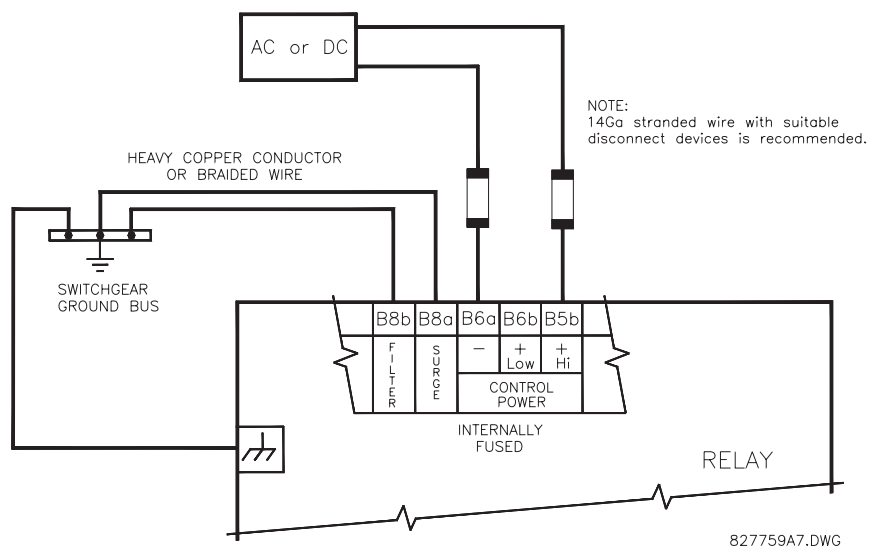 AC or DC
NOTE:
14Ga stranded wire with suitable
disconnect devices is recommended.
HEAVY COPPER CONDUCTOR
OR BRAIDED WIRE
SWITCHGEAR
GROUND BUS
B8b B8a B6a B6b B5b
FILTER
SURGE
−
+
Low
+
Hi
CONTROL
POWER
INTERNALLY
FUSED
RELAY
827759A7.DWG